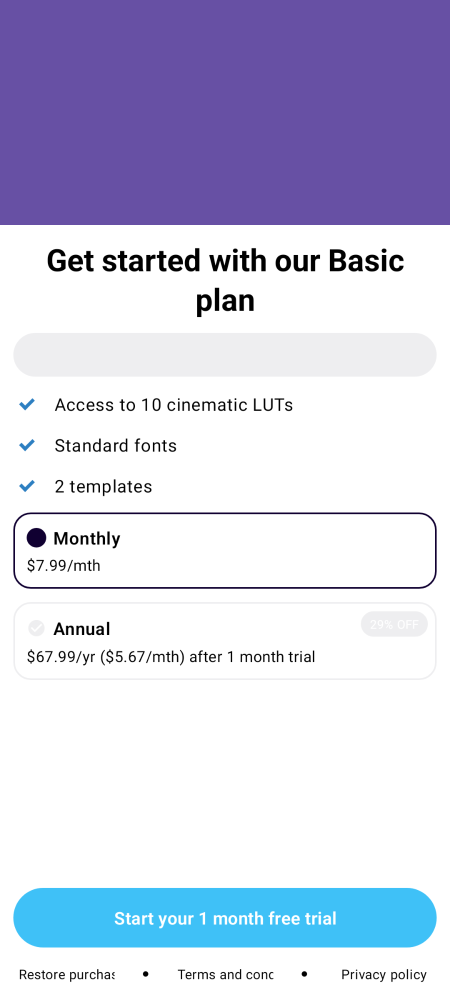 Get started with our Basic
plan
Access to 10 cinematic LUTs
Standard fonts
2 templates
Monthly
$7.99/mth
Annual
29% OFF
$67.99/yr ($5.67/mth) after 1 month trial
Start your 1 month free trial
Restore purchas • Terms and conc • Privacy policy